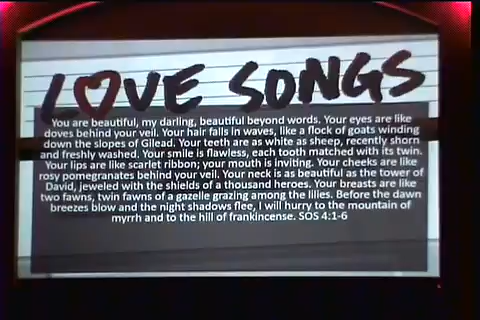 LOVE SONGS
You are beautiful, my darling, beautiful beyond words. Your eyes are like
doves behind your veil. Your hair falls in waves, like a flock of goats winding
down the slopes of Gilead. Your teeth are as white as sheep, recently shorn
and freshly washed. Your smile is flawless, each tooth matched with its twin.
Your lips are like scarlet ribbon; your mouth is inviting. Your cheeks are like
rosy pomegranates behind your veil. Your neck is as beautiful as the tower of
David, jeweled with the shields of a thousand heroes. Your breasts are like
two fawns, twin fawns of a gazelle grazing among the lilies. Before the dawn
breezes blow and the night shadows flee, I will hurry to the mountain of
myrrh and to the hill of frankincense. SOS 4:1-6